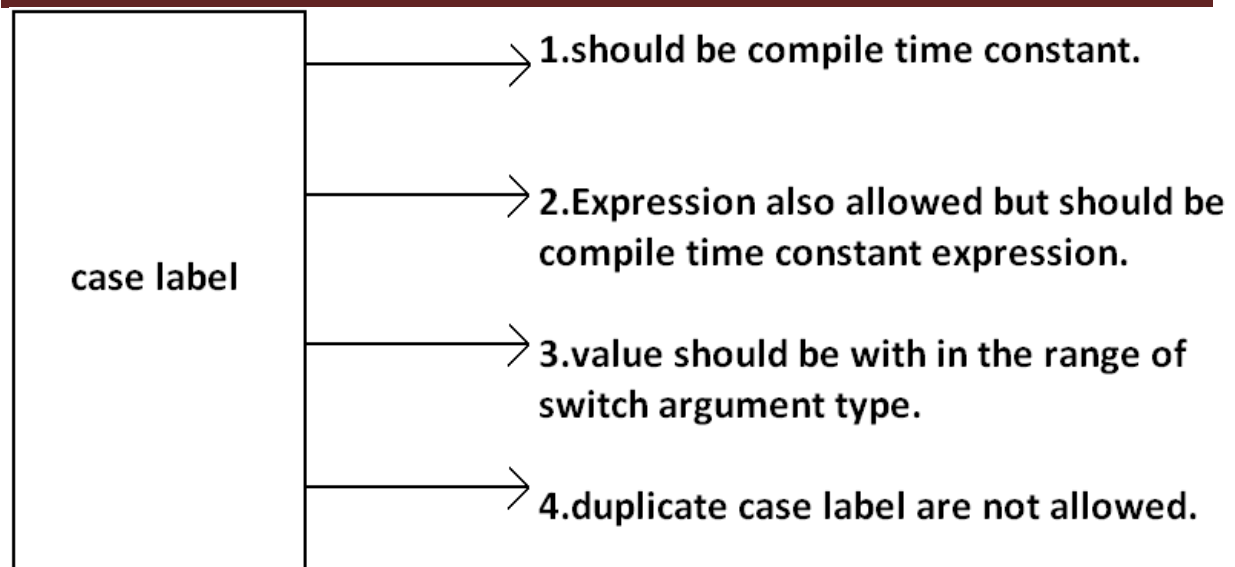 case label
1.should be compile time constant.
2.Expression also allowed but should be
compile time constant expression.
3.value should be with in the range of
switch argument type.
4.duplicate case label are not allowed.